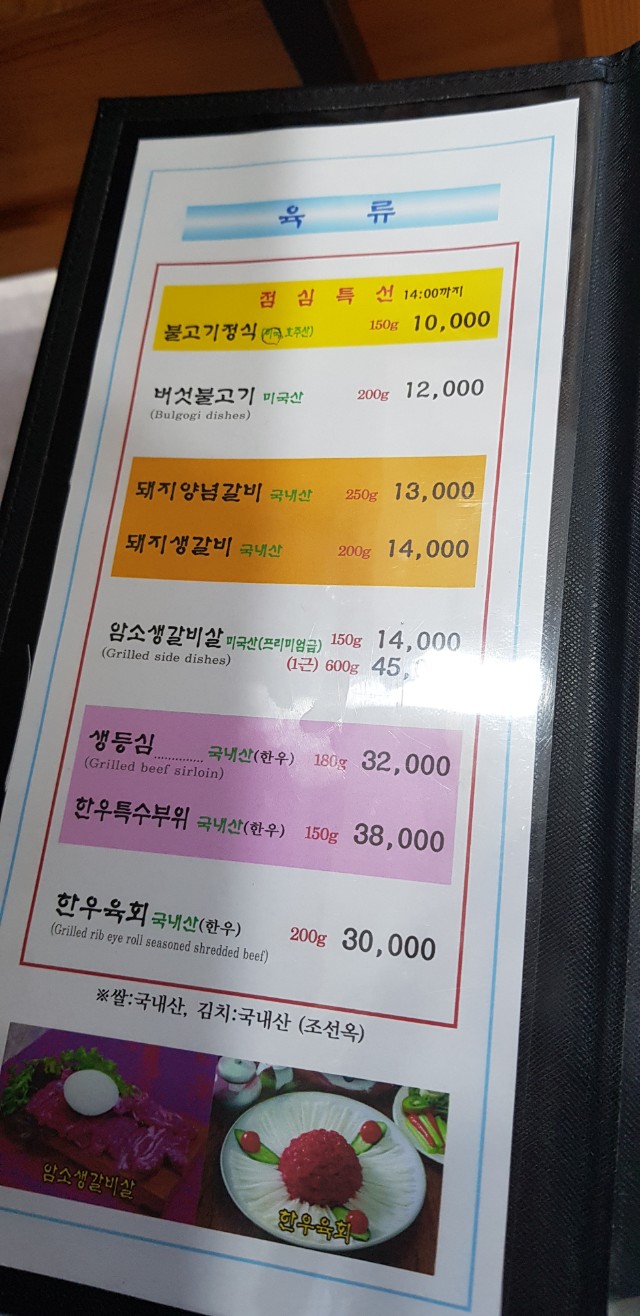 육 류
점 심 특 선 14:00까지
불고기정식 호주산) 150g 10,000
버섯불고기 미국산 200g 12,000
(Bulgogi dishes)
돼지양념갈비 국내산 250g 13,000
돼지생갈비 국내산 200g 14,000
암소생갈비살 미국산(프리미엄급) 150g 14,000
(Grilled side dishes) (1근) 600g
생등심.............. 국내산(한우) 180g 32,000
(Grilled beef sirloin)
한우특수부위 국내산(한우) 150g 38,000
한우육회 국내산(한우) 200g 30,000
(Grilled rib eye roll seasoned shredded beef)
※쌀:국내산, 김치:국내산 (조선옥)
암소생갈비살
한우육회